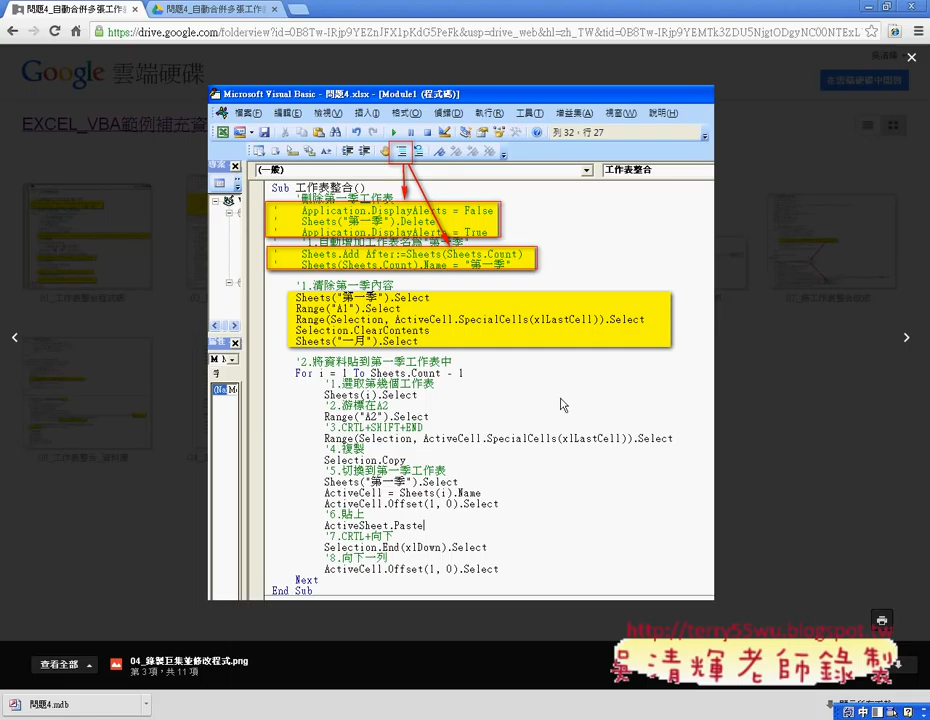 問題4_自動合併多張工作表
問題4_自動合併多張工作表
https://drive.google.com/folderview?id=0B8Tw-IRjp9YEZnJFX1pKdG5PeFk&usp=drive_web&hl=zh_TW&tid=0B8Tw-IRjp9YEMTk3ZDU5NjgtODgyNC00NTExL
Google 雲端硬碟
EXCEL_VBA範例補充資
Microsoft Visual Basic - 問題4.xlsx - [Module1 (程式碼)]
檔案(F) 編輯(E) 檢視(V) 插入(I) 格式(O) 偵錯(D) 執行(R) 工具(T) 增益集(A) 視窗(W) 說明(H)
列 32, 行 27
(一般) 工作表整合
Sub 工作表整合()
'刪除第一季工作表
' Application.DisplayAlerts = False
' Sheets("第一季").Delete
' Application.DisplayAlerts = True
'1.自動增加工作表名為"第一季"
' Sheets.Add After:=Sheets(Sheets.Count)
' Sheets(Sheets.Count).Name = "第一季"
'1.清除第一季內容
Sheets("第一季").Select
Range("A1").Select
Range(Selection, ActiveCell.SpecialCells(xlLastCell)).Select
Selection.ClearContents
Sheets("一月").Select
'2.將資料貼到第一季工作表中
For i = 1 To Sheets.Count - 1
'1.選取第幾個工作表
Sheets(i).Select
'2.游標在A2
Range("A2").Select
'3.CRTL+SHIFT+END
Range(Selection, ActiveCell.SpecialCells(xlLastCell)).Select
'4.複製
Selection.Copy
'5.切換到第一季工作表
Sheets("第一季").Select
ActiveCell = Sheets(i).Name
ActiveCell.Offset(1, 0).Select
'6.貼上
ActiveSheet.Paste
'7.CRTL+向下
Selection.End(xlDown).Select
'8.向下一列
ActiveCell.Offset(1, 0).Select
Next
End Sub
http://terry55wu.blogspot.tw
吳清輝老師錄製
查看全部
04_錄製巨集並修改程式.png
第 3 項，共 11 項
問題4.mdb